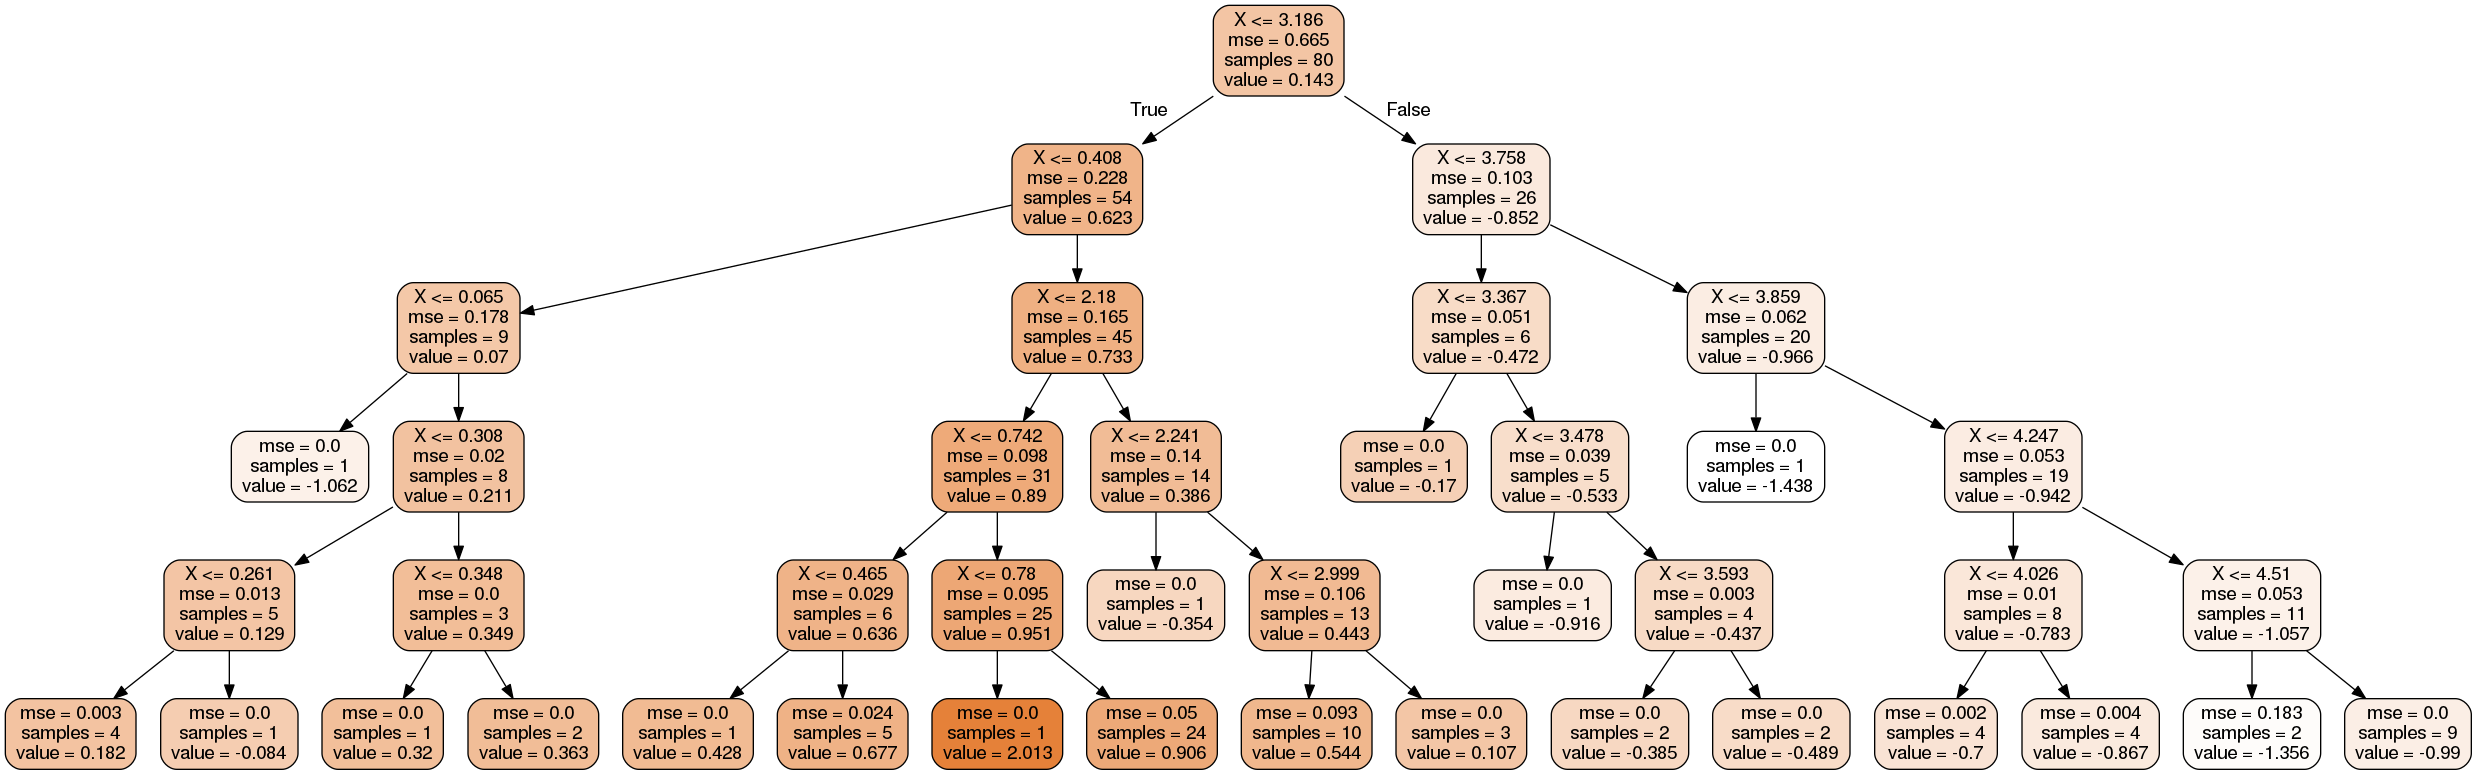 X <= 3.186
mse = 0.665
samples = 80
value = 0.143
True
False
X <= 0.408
mse = 0.228
samples = 54
value = 0.623
X <= 3.758
mse = 0.103
samples = 26
value = -0.852
X <= 0.065
mse = 0.178
samples = 9
value = 0.07
X <= 2.18
mse = 0.165
samples = 45
value = 0.733
X <= 3.367
mse = 0.051
samples = 6
value = -0.472
X <= 3.859
mse = 0.062
samples = 20
value = -0.966
mse = 0.0
samples = 1
value = -1.062
X <= 0.308
mse = 0.02
samples = 8
value = 0.211
X <= 0.742
mse = 0.098
samples = 31
value = 0.89
X <= 2.241
mse = 0.14
samples = 14
value = 0.386
mse = 0.0
samples = 1
value = -0.17
X <= 3.478
mse = 0.039
samples = 5
value = -0.533
mse = 0.0
samples = 1
value = -1.438
X <= 4.247
mse = 0.053
samples = 19
value = -0.942
X <= 0.261
mse = 0.013
samples = 5
value = 0.129
X <= 0.348
mse = 0.0
samples = 3
value = 0.349
X <= 0.465
mse = 0.029
samples = 6
value = 0.636
X <= 0.78
mse = 0.095
samples = 25
value = 0.951
mse = 0.0
samples = 1
value = -0.354
X <= 2.999
mse = 0.106
samples = 13
value = 0.443
mse = 0.0
samples = 1
value = -0.916
X <= 3.593
mse = 0.003
samples = 4
value = -0.437
X <= 4.026
mse = 0.01
samples = 8
value = -0.783
X <= 4.51
mse = 0.053
samples = 11
value = -1.057
mse = 0.003
samples = 4
value = 0.182
mse = 0.0
samples = 1
value = -0.084
mse = 0.0
samples = 1
value = 0.32
mse = 0.0
samples = 2
value = 0.363
mse = 0.0
samples = 1
value = 0.428
mse = 0.024
samples = 5
value = 0.677
mse = 0.0
samples = 1
value = 2.013
mse = 0.05
samples = 24
value = 0.906
mse = 0.093
samples = 10
value = 0.544
mse = 0.0
samples = 3
value = 0.107
mse = 0.0
samples = 2
value = -0.385
mse = 0.0
samples = 2
value = -0.489
mse = 0.002
samples = 4
value = -0.7
mse = 0.004
samples = 4
value = -0.867
mse = 0.183
samples = 2
value = -1.356
mse = 0.0
samples = 9
value = -0.99